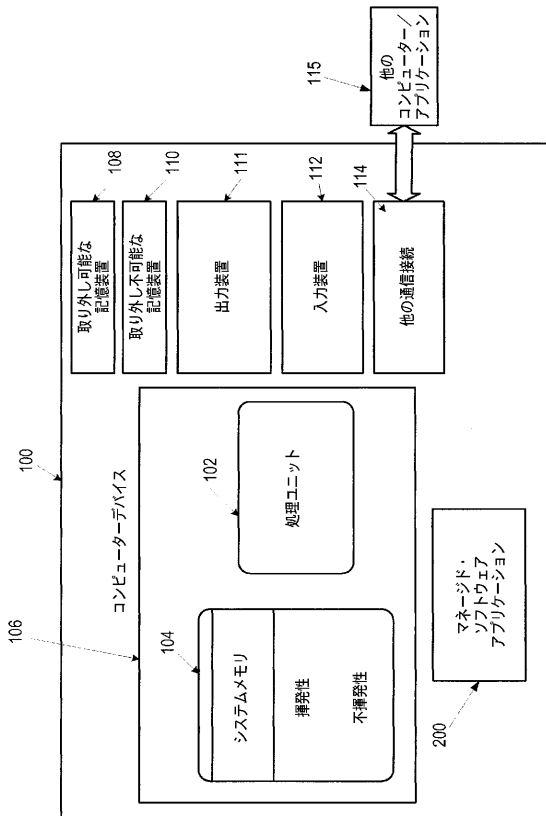 100
コンピューターデバイス
106
104
システムメモリ
揮発性
不揮発性
102
処理ユニット
取り外し可能な
記憶装置
108
取り外し不可能な
記憶装置
110
出力装置
111
入力装置
112
他の通信接続
114
他の
コンピューター/
アプリケーション
115
マネージド・
ソフトウェア
アプリケーション
200